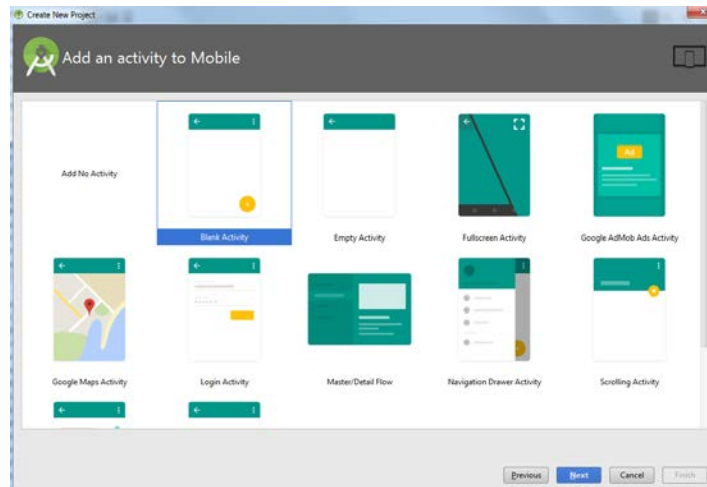 Create New Project
Add an activity to Mobile
Add No Activity
Blank Activity
Empty Activity
Fullscreen Activity
Ad
Google AdMob Ads Activity
Google Maps Activity
Login Activity
Master/Detail Flow
Navigation Drawer Activity
Scrolling Activity
Previous
Next
Cancel
Finish